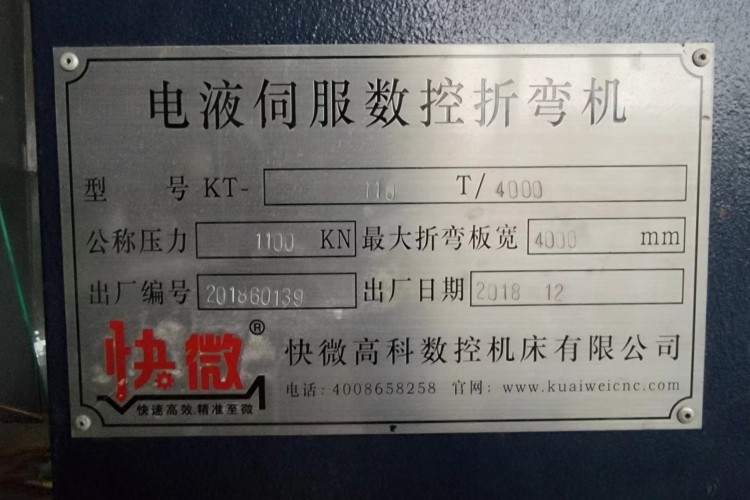 电液伺服数控折弯机
型 号 KT- 110 T/ 4000
公称压力 1100 KN 最大折弯板宽 4000 mm
出厂编号 201860139 出厂日期 2018 12
快微® 快微高科数控机床有限公司
快速高效 精准至微 电话: 4008658258 官网: www.kuaiweicnc.com